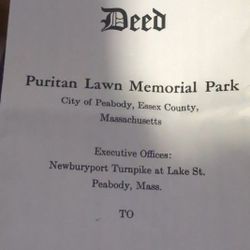 Deed
Puritan Lawn Memorial Park
City of Peabody, Essex County,
Massachusetts
Executive Offices:
Newburyport Turnpike at Lake St.
Peabody, Mass.
TO